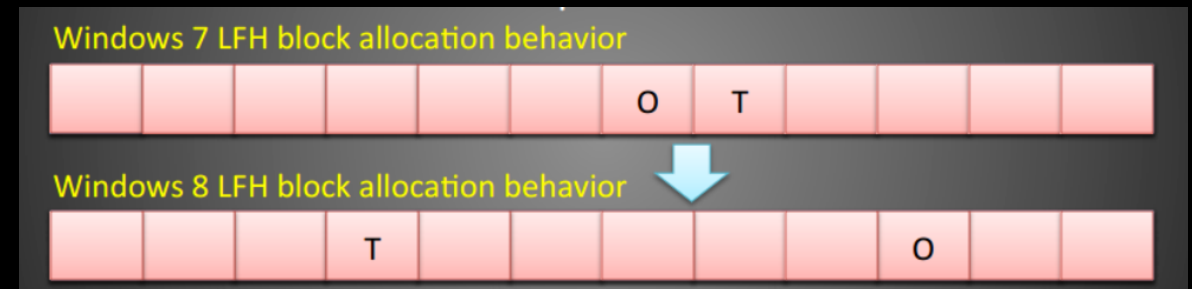 Windows 7 LFH block allocation behavior
O T
Windows 8 LFH block allocation behavior
T O